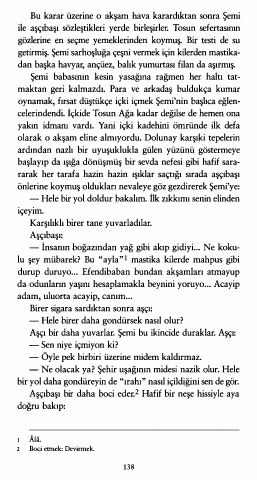 Bu karar üzerine o akşam hava karardıktan sonra Şemi
ile aşçıbaşı sözleştikleri yerde birleşirler. Tosun sefertasının
gözlerine en seçme yemeklerinden koymuş. Bir testi de su
getirmiş. Şemi sarhoşluğa çeşni vermek için kilerden mastika-
dan başka havyar, ançüez, balık yumurtası filan da aşırmış.
Şemi babasının kesin yasağına rağmen her haltı tat-
maktan geri kalmazdı. Para ve arkadaş buldukça kumar
oynamak, fırsat düştükçe içki içmek Şemi'nin başlıca eğlen-
celerindendi. İçkide Tosun Ağa kadar değilse de hemen ona
yakın idmanı vardı. Yani içki kadehini ömründe ilk defa
olarak o akşam eline almıyordu. Dolunay karşıki tepelerin
ardından nazlı bir uyuşuklukla gülen yüzünü göstermeye
başlayıp da ışığa dönüşmüş bir sevda nefesi gibi hafif sara-
rarak her tarafa hazin hazin ışıklar saçtığı sırada aşçıbaşı
önlerine koymuş oldukları nevaleye göz gezdirerek Şemi'ye:
— Hele bir yol doldur bakalım. İlk zıkkımı senin elinden
içeyim.
Karşılıklı birer tane yuvarladılar.
Aşçıbaşı:
— İnsanın boğazından yağ gibi akıp gidiyi... Ne koku-
lu şey mübarek? Bu "ayla"1 mastika kilerde mahpus gibi
durup duruyo... Efendibaban bundan akşamları atmayup
da odunların yaşını hesaplamakla beynini yoruyo... Acayip
adam, uluorta acayip, canım...
Birer sigara sardıktan sonra aşçı:
— Hele birer daha gondürsek nasıl olur?
Aşçı bir daha yuvarlar. Şemi bu ikincide duraklar. Aşçı:
— Sen niye içmiyon ki?
— Öyle pek birbiri üzerine midem kaldırmaz.
— Ne olacak ya? Şehir uşağının midesi nazik olur. Hele
bir yol daha gondüreyin de "ırahı" nasıl içildiğini sen de gör.
Aşçıbaşı bir daha boci eder.2 Hafif bir neşe hissiyle aya
doğru bakıp:
1 Âlâ.
2 Boci etmek: Devirmek.
138